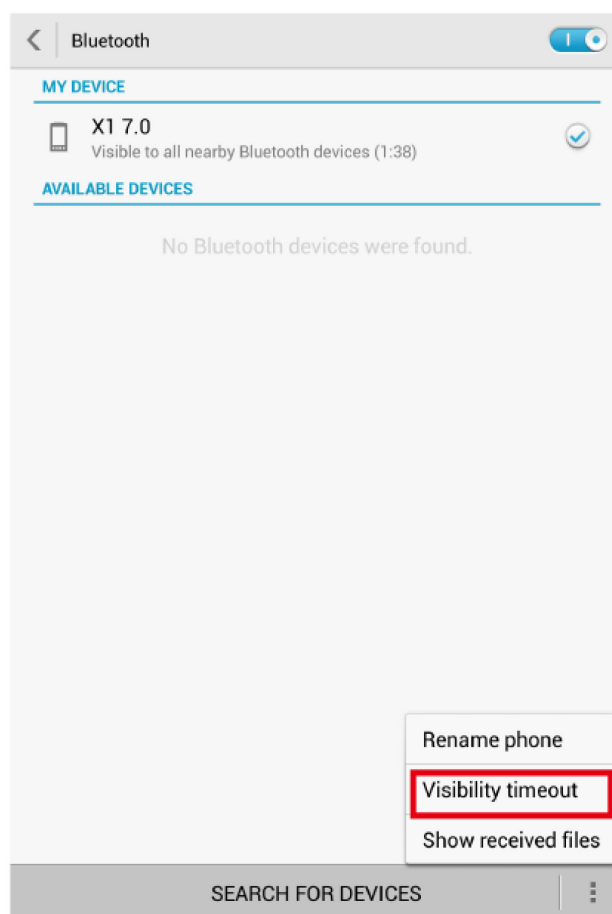 Bluetooth
MY DEVICE
X1 7.0
Visible to all nearby Bluetooth devices (1:38)
AVAILABLE DEVICES
No Bluetooth devices were found.
Rename phone
Visibility timeout
Show received files
SEARCH FOR DEVICES